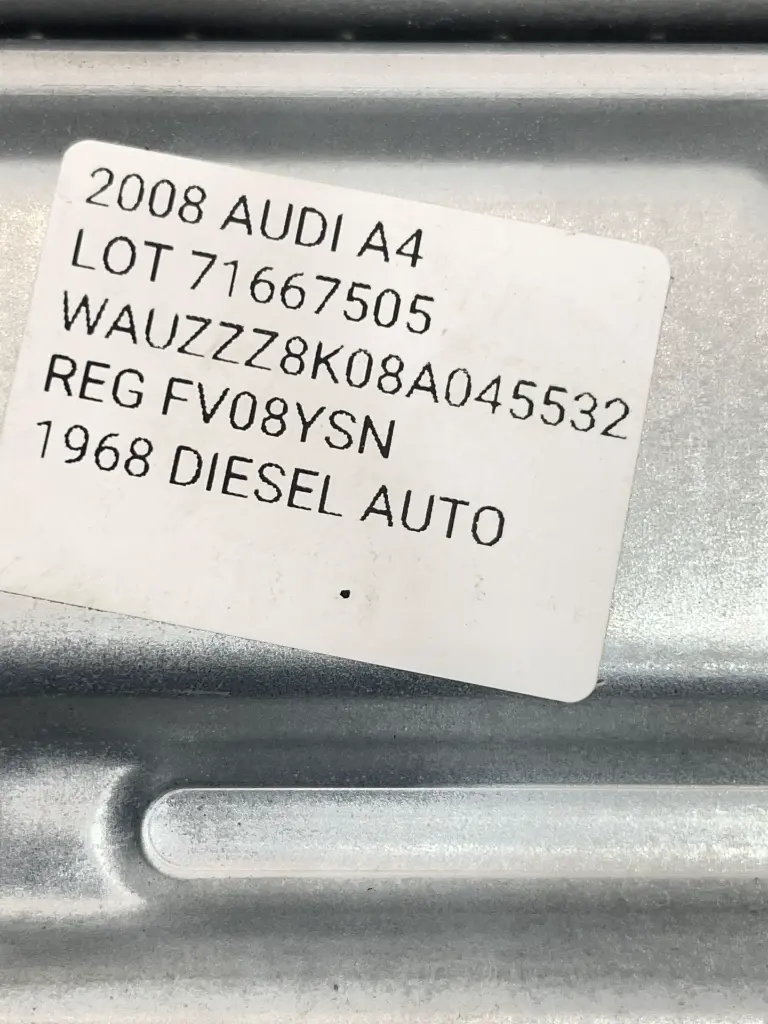 2008 AUDI A4
LOT 71667505
WAUZZZ8K08A045532
REG FV08YSN
1968 DIESEL AUTO